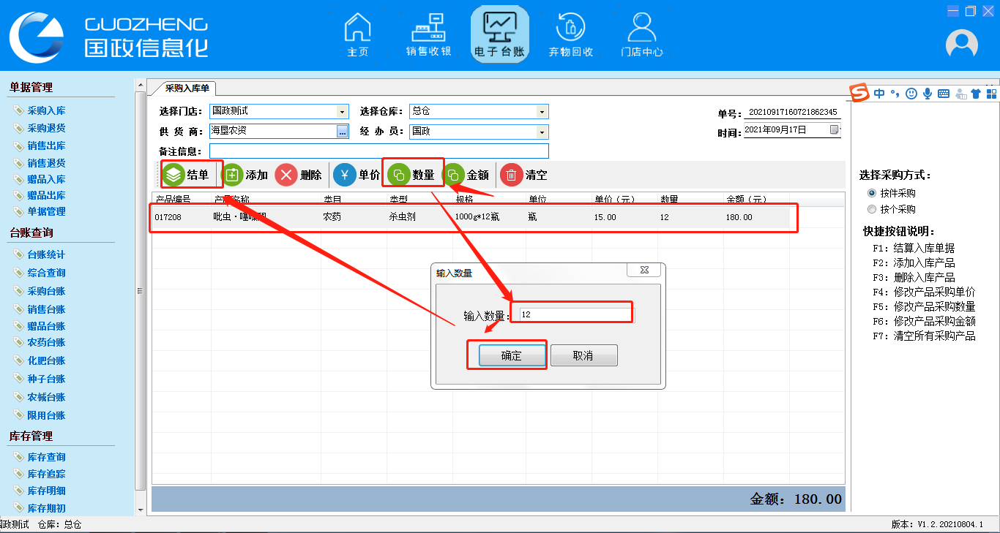 GUOZHENG
国政信息化
主页
销售收银
电子台账
弃物回收
门店中心
单据管理
采购入库
采购退货
销售出库
销售退货
赠品入库
赠品出库
单据管理
台账查询
台账统计
综合查询
采购台账
销售台账
赠品台账
农药台账
化肥台账
种子台账
农械台账
限用台账
库存管理
库存查询
库存追踪
库存明细
库存期初
采购入库单
选择门店: 国政测试 选择仓库: 总仓
单号: 20210917160721862345
供 货 商: 海垦农资 ... 经 办 员: 国政
时间: 2021年09月17日
备注信息:
结单 添加 删除 单价 数量 金额 清空
产品编号 产品名称 类目 类型 规格 单位 单价（元） 数量 金额（元）
017208 吡虫·噻嗪酮 农药 杀虫剂 1000g*12瓶 瓶 15.00 12 180.00
输入数量
输入数量: 12
确定 取消
金额: 180.00
中
选择采购方式:
按件采购
按个采购
快捷按钮说明:
F1: 结算入库单据
F2: 添加入库产品
F3: 删除入库产品
F4: 修改产品采购单价
F5: 修改产品采购数量
F6: 修改产品采购金额
F7: 清空所有采购产品
国政测试 仓库: 总仓
版本: V1.2.20210804.1